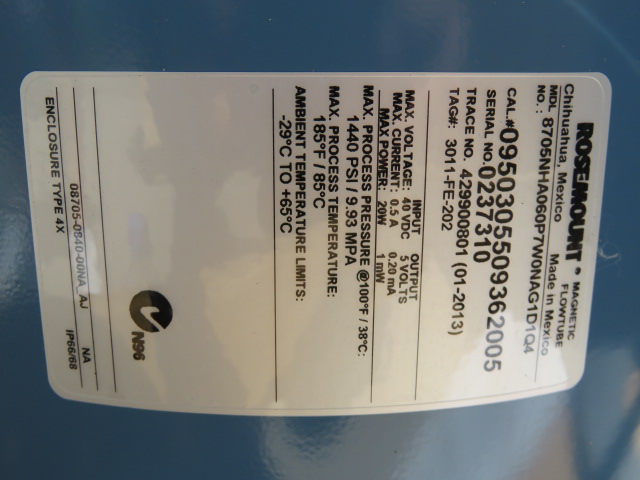 ROSEMOUNT® MAGNETIC FLOWTUBE
Chihuahua, Mexico Made in Mexico
MDL NO.: 8705NHA060P7W0NAG1D1Q4
CAL.# 0950305509362005
SERIAL NO. 0237310
TRACE NO. 429900801 (01-2013)
TAG#: 3011-FE-202
INPUT OUTPUT
MAX. VOLTAGE: 40 VDC 5 VOLTS
MAX. CURRENT: 0.5 A 0.20 mA
MAX POWER: 20W 1 mW
MAX. PROCESS PRESSURE @100°F / 38°C:
1440 PSI / 9.93 MPA
MAX. PROCESS TEMPERATURE:
185°F / 85°C
AMBIENT TEMPERATURE LIMITS:
-29°C TO +65°C
N96
08705-0840-00NA AJ NA
ENCLOSURE TYPE 4X IP66/68